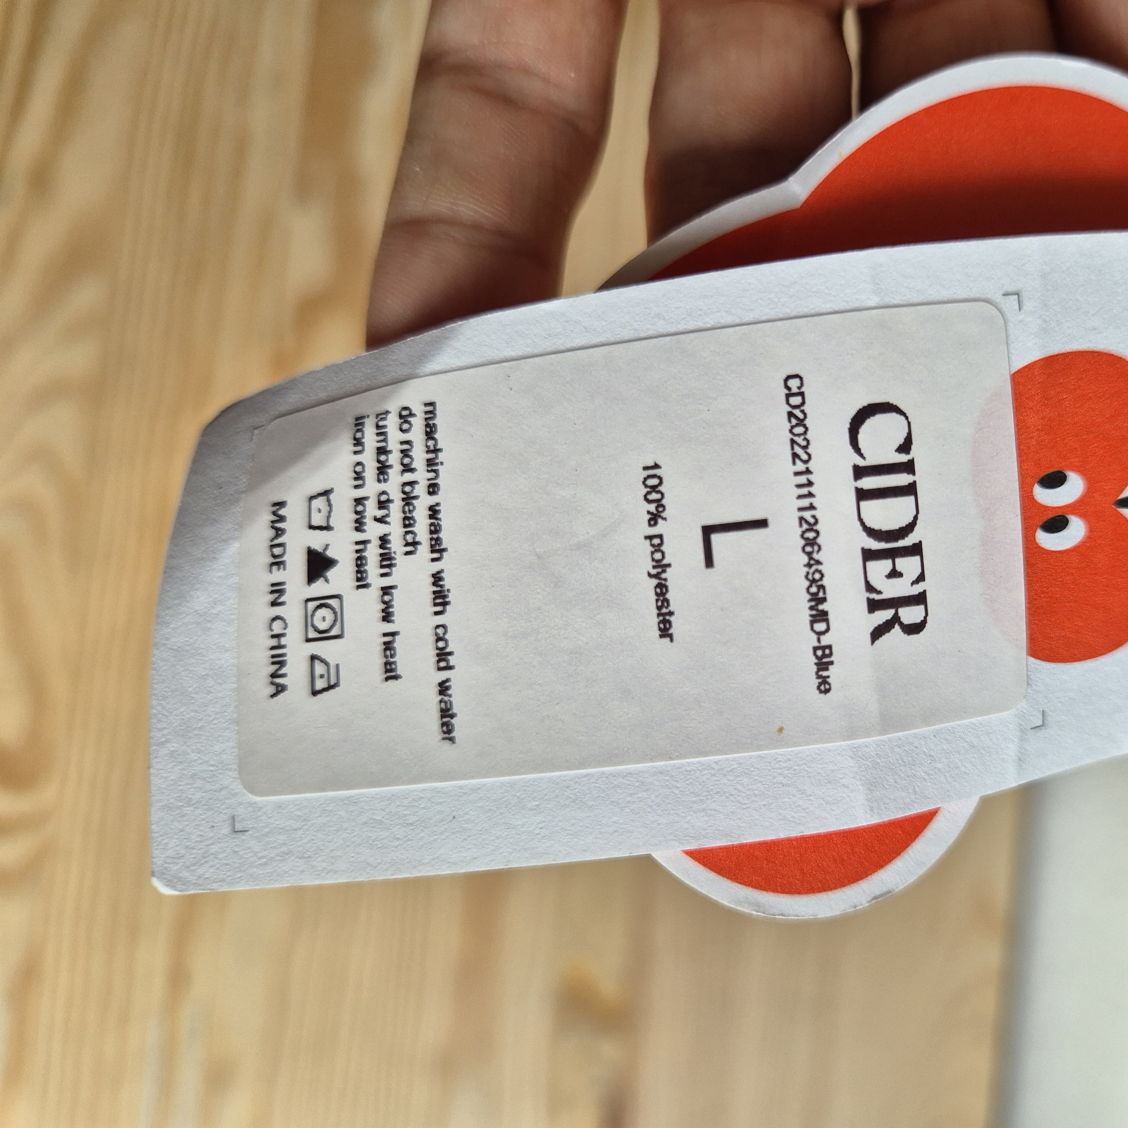 CIDER
CD2022111206495MD-Blue
L
100% polyester
machine wash with cold water
do not bleach
tumble dry with low heat
iron on low heat
MADE IN CHINA